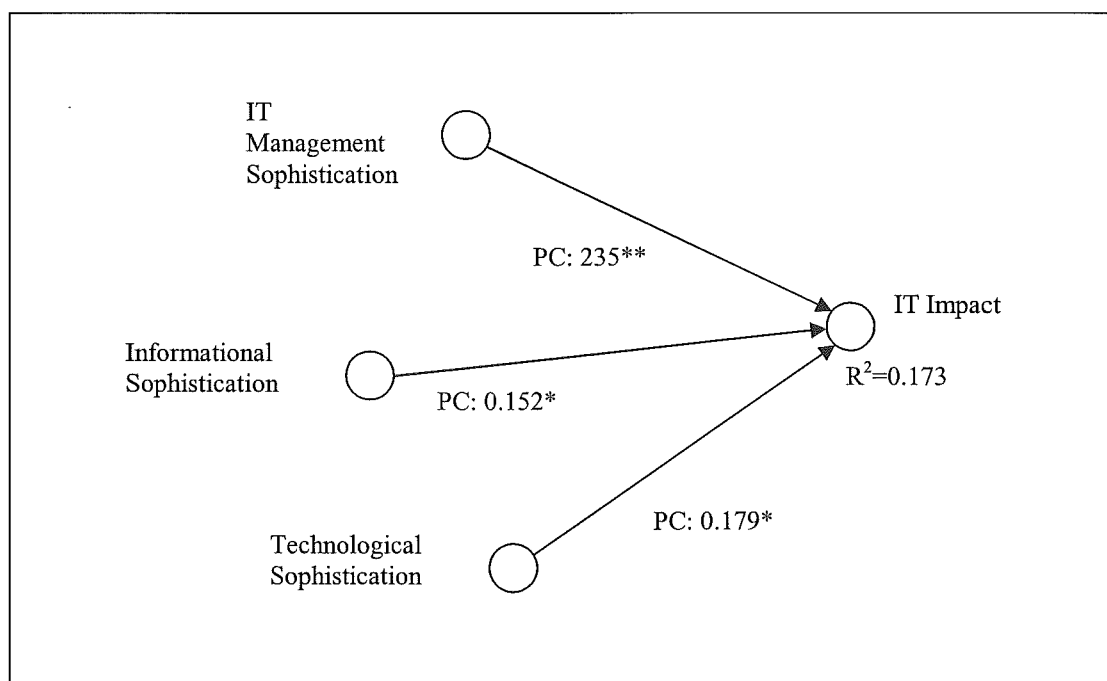 IT
Management
Sophistication
PC: 235**
IT Impact
R²=0.173
Informational
Sophistication
PC: 0.152*
PC: 0.179*
Technological
Sophistication